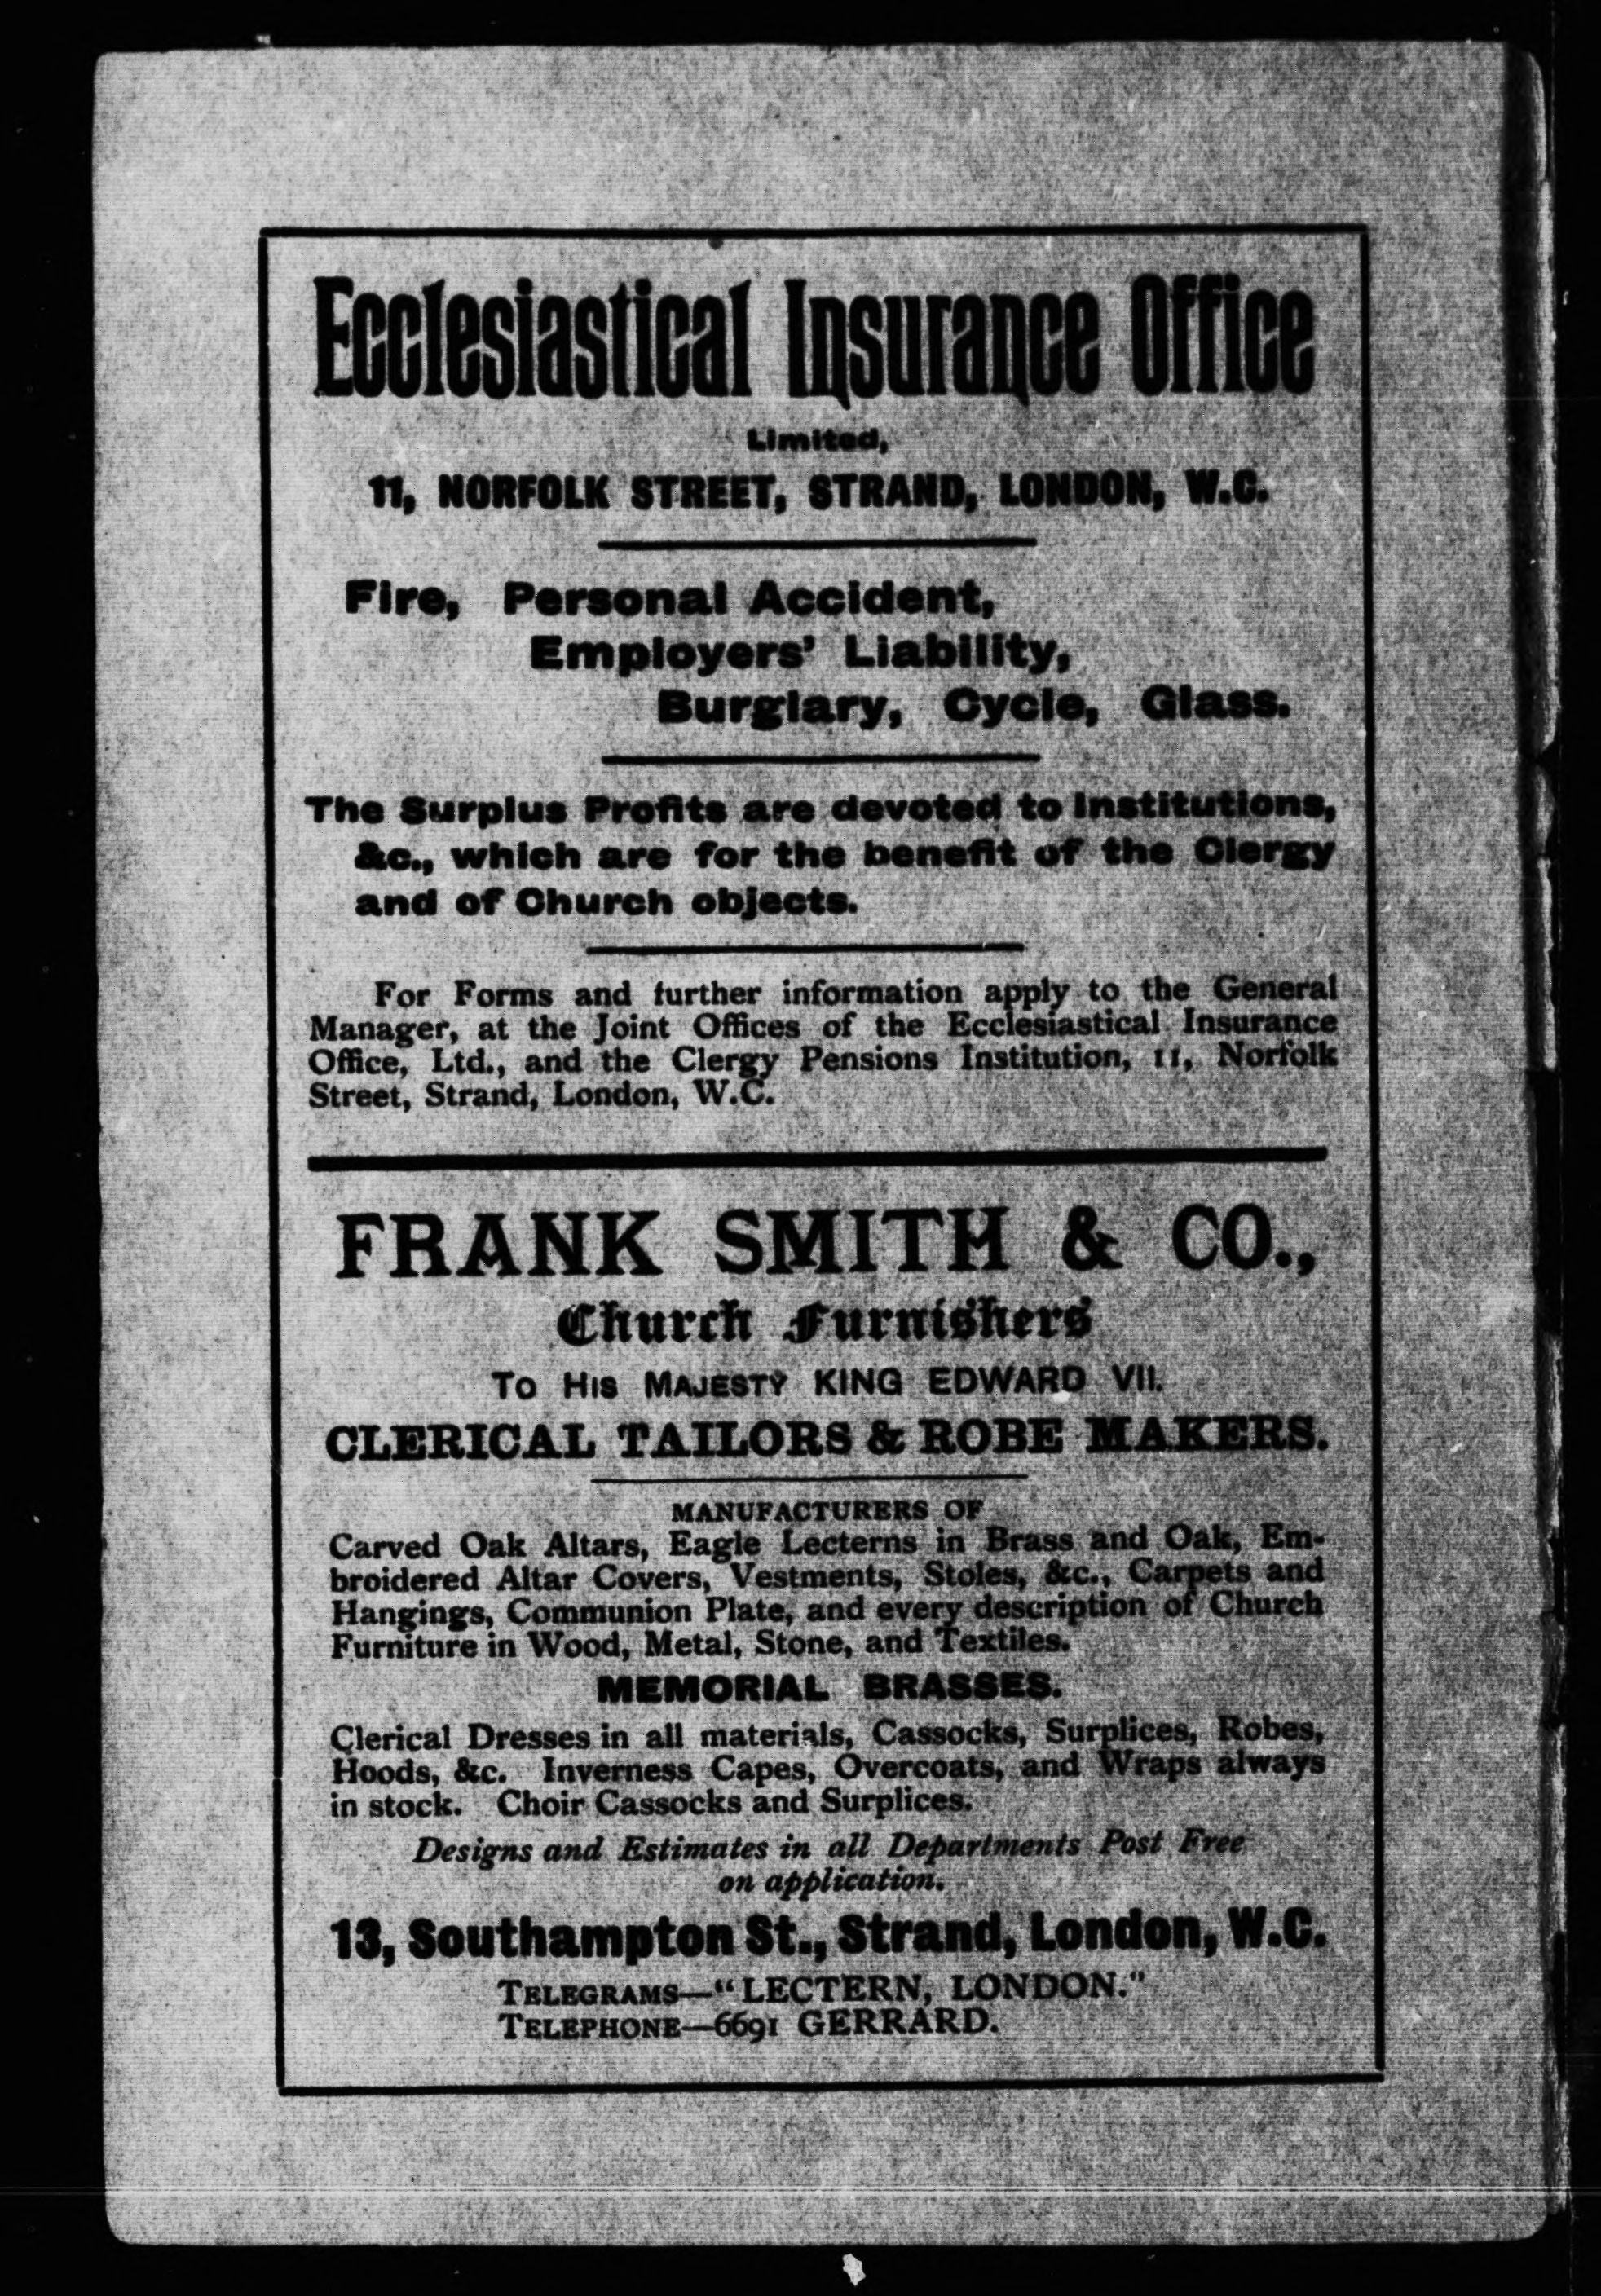 Ecclesiastical Insurance Office
Limited,
11, NORFOLK STREET, STRAND, LONDON, W.C.
Fire, Personal Accident,
Employers' Liability,
Burglary, Cycle, Glass.
The Surplus Profits are devoted to Institutions,
&c., which are for the benefit of the Clergy
and of Church objects.
For Forms and further information apply to the General
Manager, at the Joint Offices of the Ecclesiastical Insurance
Office, Ltd., and the Clergy Pensions Institution, 11, Norfolk
Street, Strand, London, W.C.
FRANK SMITH & CO.,
Church Furnishers
TO HIS MAJESTY KING EDWARD VII.
CLERICAL TAILORS & ROBE MAKERS.
MANUFACTURERS OF
Carved Oak Altars, Eagle Lecterns in Brass and Oak, Em-
broidered Altar Covers, Vestments, Stoles, &c., Carpets and
Hangings, Communion Plate, and every description of Church
Furniture in Wood, Metal, Stone, and Textiles.
MEMORIAL BRASSES.
Clerical Dresses in all materials, Cassocks, Surplices, Robes,
Hoods, &c. Inverness Capes, Overcoats, and Wraps always
in stock. Choir Cassocks and Surplices.
Designs and Estimates in all Departments Post Free
on application.
13, Southampton St., Strand, London, W.C.
TELEGRAMS—"LECTERN, LONDON."
TELEPHONE—6691 GERRARD.